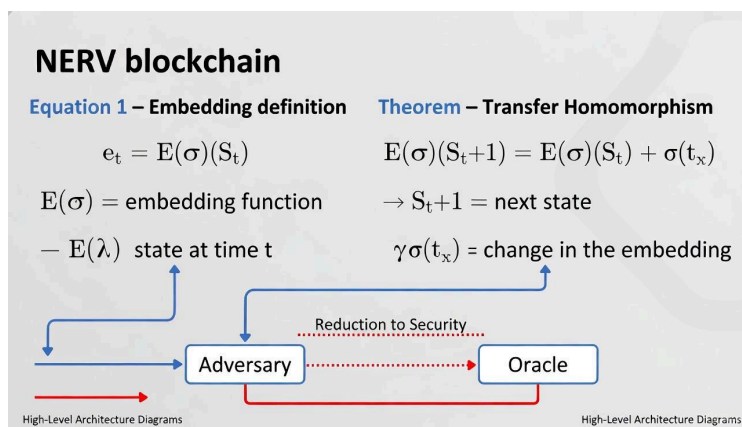 NERV blockchain
Equation 1 – Embedding definition
eₜ = E(σ)(Sₜ)
E(σ) = embedding function
– E(λ) state at time t
Theorem – Transfer Homomorphism
E(σ)(Sₜ+1) = E(σ)(Sₜ) + σ(tₓ)
→ Sₜ+1 = next state
γσ(tₓ) = change in the embedding
Reduction to Security
Adversary
Oracle
High-Level Architecture Diagrams
High-Level Architecture Diagrams